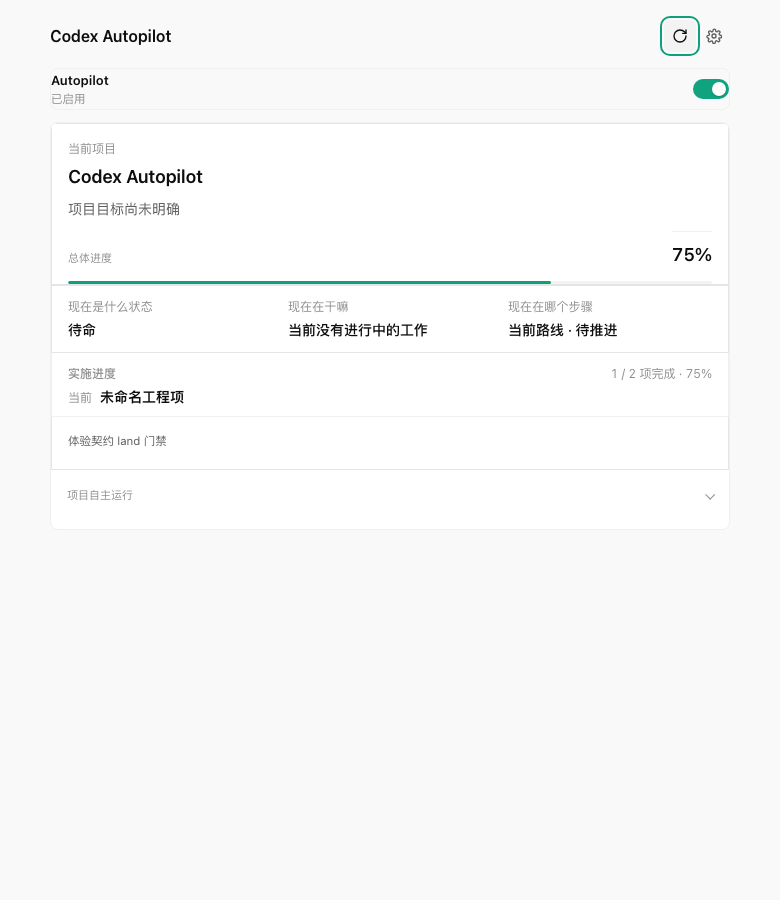 Codex Autopilot
Autopilot
已启用
当前项目
Codex Autopilot
项目目标尚未明确
总体进度
75%
现在是什么状态
现在在干嘛
现在在哪个步骤
待命
当前没有进行中的工作
当前路线 · 待推进
实施进度
1 / 2 项完成 · 75%
当前 未命名工程项
体验契约 land 门禁
项目自主运行